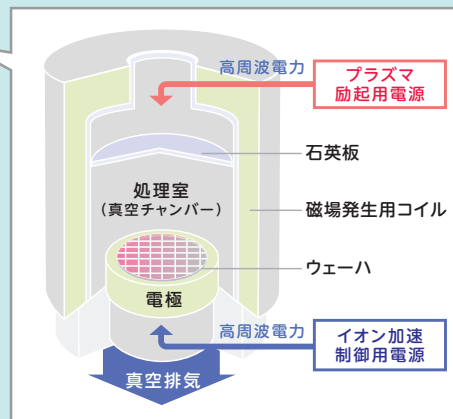 高周波電力
プラズマ
励起用電源
石英板
処理室
（真空チャンバー）
磁場発生用コイル
ウェーハ
電極
高周波電力
イオン加速
制御用電源
真空排気